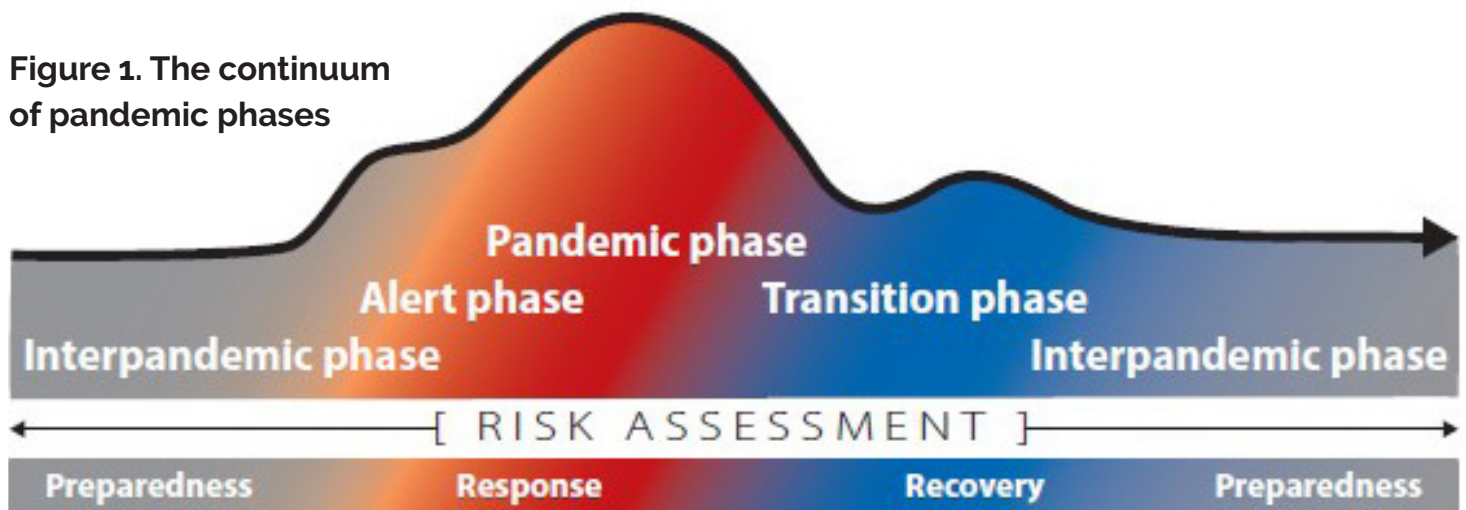 Figure 1. The continuum
of pandemic phases
Pandemic phase
Alert phase
Transition phase
Interpandemic phase
Interpandemic phase
[ RISK ASSESSMENT ]
Preparedness
Response
Recovery
Preparedness